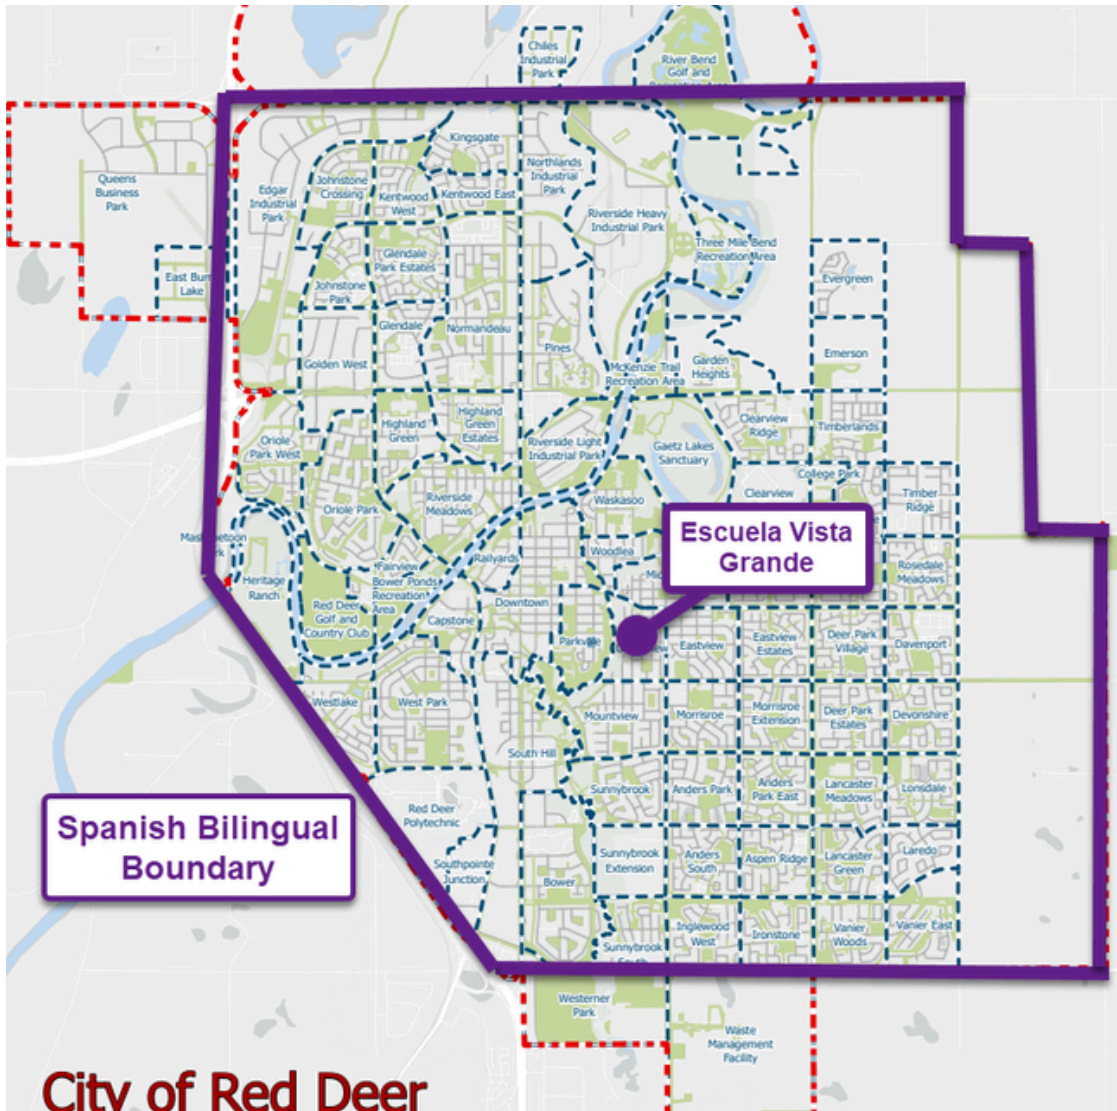 Chiles
Industrial
Park
River Bend
Golf and
Recreation Area
Kingsgate
Queens
Business
Park
Edgar
Industrial
Park
Johnstone
Crossing
Kentwood
West
Kentwood East
Northlands
Industrial
Park
Riverside Heavy
Industrial Park
Three Mile Bend
Recreation Area
East Burn
Lake
Johnstone
Park
Glendale
Park Estates
Evergreen
Glendale
Normandeau
Golden West
Pines
McKenzie Trail
Recreation Area
Garden
Heights
Emerson
Oriole
Park West
Highland
Green
Highland
Green
Estates
Riverside Light
Industrial Park
Gaetz Lakes
Sanctuary
Clearview
Ridge
Timberlands
College Park
Clearview
Timber
Ridge
Oriole Park
Riverside
Meadows
Waskasoo
Escuela Vista
Grande
Woodlea
Railyards
Rosedale
Meadows
Heritage
Ranch
Fairview
Bower Ponds
Recreation
Area
Red Deer
Golf and
Country Club
Capstone
Downtown
Parkvale
Eastview
Eastview
Estates
Deer Park
Village
Davenport
Westlake
West Park
Mountview
Morrisroe
Morrisroe
Extension
Deer Park
Estates
Devonshire
South Hill
Sunnybrook
Anders Park
Anders
Park East
Lancaster
Meadows
Lonsdale
Red Deer
Polytechnic
Spanish Bilingual
Boundary
Southpointe
Junction
Bower
Sunnybrook
Extension
Anders
South
Aspen Ridge
Lancaster
Green
Laredo
Sunnybrook
South
Inglewood
West
Ironstone
Vanier
Woods
Vanier East
Westerner
Park
Waste
Management
Facility
City of Red Deer